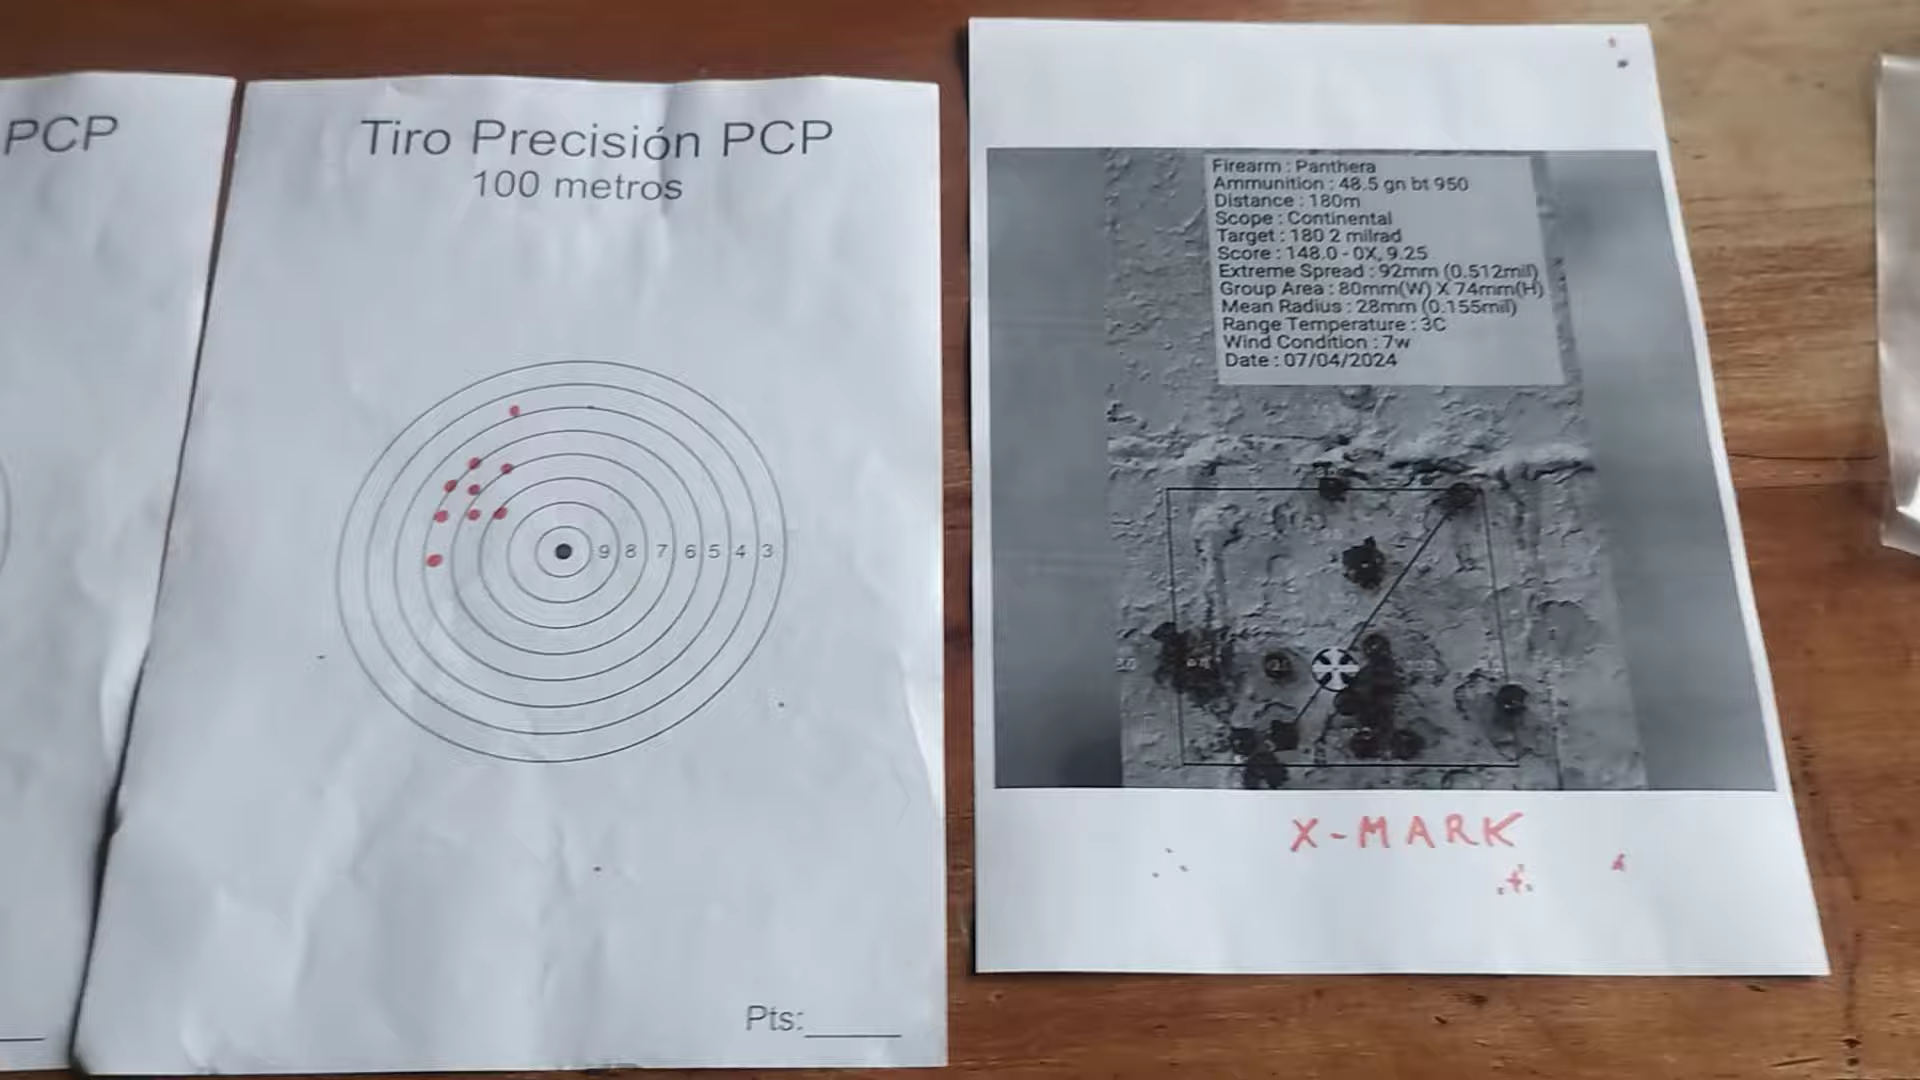 PCP
Tiro Precisión PCP
100 metros
9 8 7 6 5 4 3
Pts:
Firearm : Panthera
Ammunition : 48.5 gn bt 950
Distance : 180m
Scope : Continental
Target : 180 2 milrad
Score : 148.0 - 0X, 9.25
Extreme Spread : 92mm (0.512mil)
Group Area : 80mm(W) X 74mm(H)
Mean Radius : 28mm (0.155mil)
Range Temperature : 3C
Wind Condition : 7w
Date : 07/04/2024
X-MARK